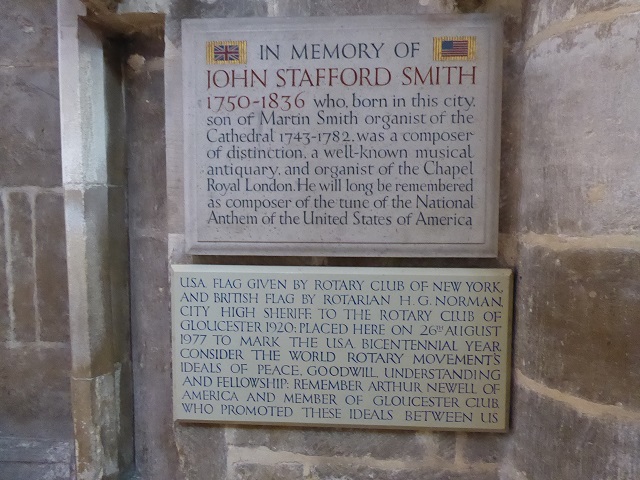 IN MEMORY OF
JOHN STAFFORD SMITH
1750-1836 who, born in this city,
son of Martin Smith organist of the
Cathedral 1743-1782, was a composer
of distinction, a well-known musical
antiquary, and organist of the Chapel
Royal London. He will long be remembered
as composer of the tune of the National
Anthem of the United States of America
U.S.A. FLAG GIVEN BY ROTARY CLUB OF NEW YORK,
AND BRITISH FLAG BY ROTARIAN H. G. NORMAN,
CITY HIGH SHERIFF: TO THE ROTARY CLUB OF
GLOUCESTER 1920: PLACED HERE ON 26TH AUGUST
1977 TO MARK THE U.S.A. BICENTENNIAL YEAR.
CONSIDER THE WORLD ROTARY MOVEMENT'S
IDEALS OF PEACE, GOODWILL, UNDERSTANDING
AND FELLOWSHIP: REMEMBER ARTHUR NEWELL OF
AMERICA AND MEMBER OF GLOUCESTER CLUB,
WHO PROMOTED THESE IDEALS BETWEEN US